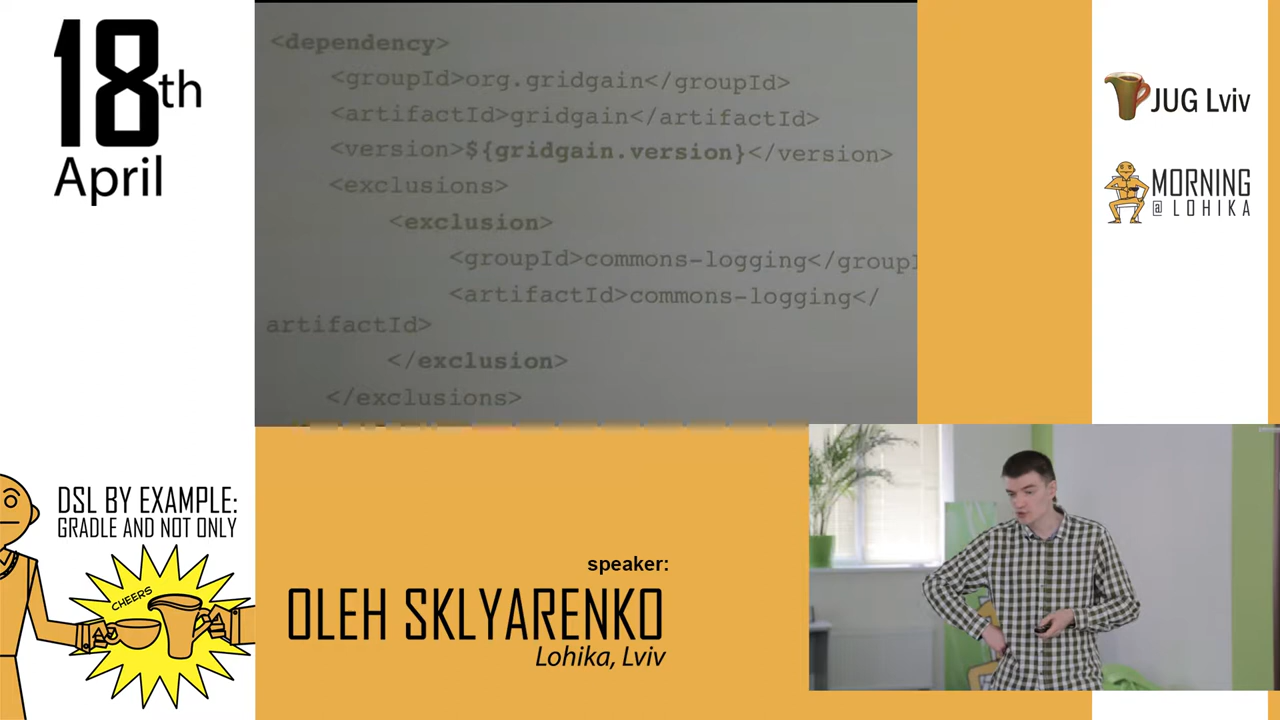 18th
April
<dependency>
<groupId>org.gridgain</groupId>
<artifactId>gridgain</artifactId>
<version>${gridgain.version}</version>
<exclusions>
<exclusion>
<groupId>commons-logging</groupI
<artifactId>commons-logging</
artifactId>
</exclusion>
</exclusions>
JUG Lviv
MORNING
@ LOHIKA
DSL BY EXAMPLE:
GRADLE AND NOT ONLY
CHEERS
speaker:
OLEH SKLYARENKO
Lohika, Lviv